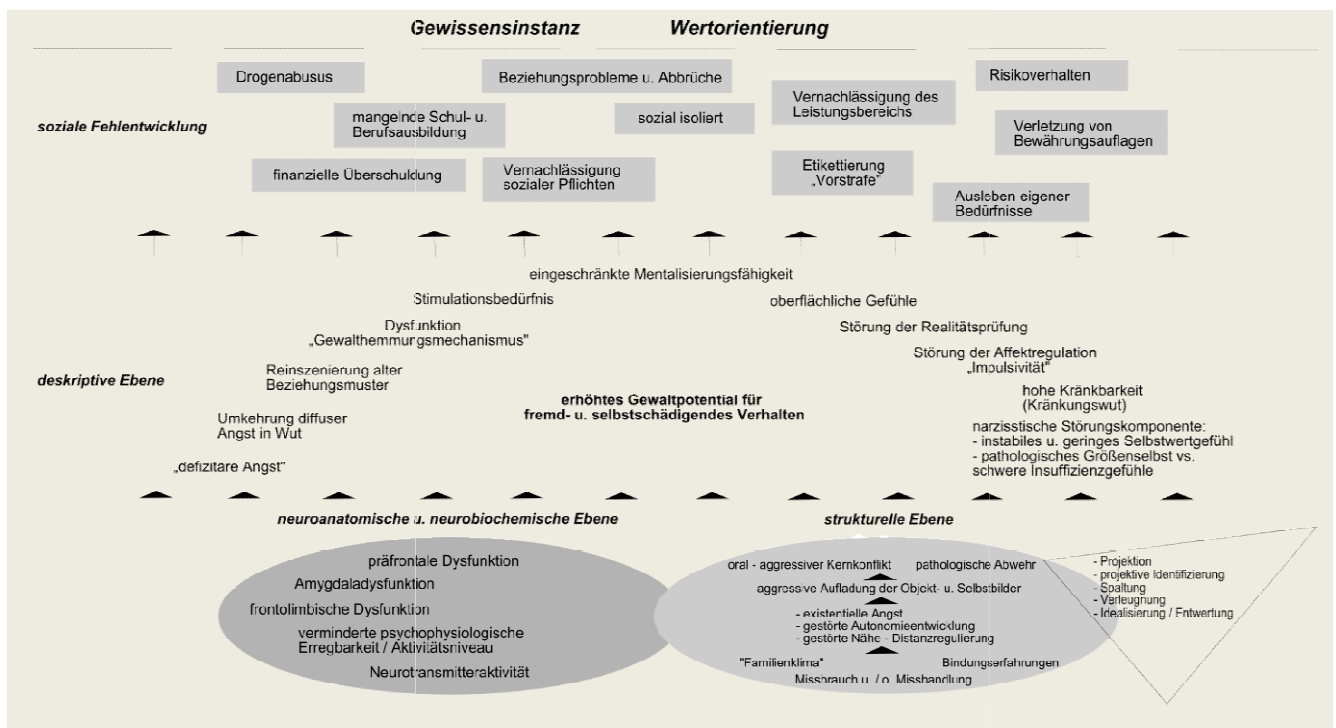 Gewissensinstanz Wertorientierung
Drogenabusus
Beziehungsprobleme u. Abbrüche
Risikoverhalten
Vernachlässigung des
Leistungsbereichs
mangelnde Schul- u.
Berufsausbildung
sozial isoliert
soziale Fehlentwicklung
Verletzung von
Bewährungsauflagen
finanzielle Überschuldung
Vernachlässigung
sozialer Pflichten
Etikettierung
„Vorstrafe”
Ausleben eigener
Bedürfnisse
eingeschränkte Mentalisierungsfähigkeit
Stimulationsbedürfnis
oberflächliche Gefühle
Dysfunktion
„Gewalthemmungsmechanismus"
Störung der Realitätsprüfung
Störung der Affektregulation
„Impulsivität”
Reinszenierung alter
Beziehungsmuster
deskriptive Ebene
hohe Kränkbarkeit
(Kränkungswut)
erhöhtes Gewaltpotential für
fremd- u. selbstschädigendes Verhalten
Umkehrung diffuser
Angst in Wut
narzisstische Störungskomponente:
- instabiles u. geringes Selbstwertgefühl
- pathologisches Größenselbst vs.
schwere Insuffizienzgefühle
„defizitäre Angst”
neuroanatomische u. neurobiochemische Ebene
strukturelle Ebene
präfrontale Dysfunktion
Amygdaladysfunktion
frontolimbische Dysfunktion
verminderte psychophysiologische
Erregbarkeit / Aktivitätsniveau
Neurotransmitteraktivität
oral - aggressiver Kernkonflikt
pathologische Abwehr
aggressive Aufladung der Objekt- u. Selbstbilder
- existentielle Angst
- gestörte Autonomieentwicklung
- gestörte Nähe - Distanzregulierung
"Familienklima"
Bindungserfahrungen
Missbrauch u. / o. Misshandlung
- Projektion
- projektive Identifizierung
- Spaltung
- Verleugnung
- Idealisierung / Entwertung